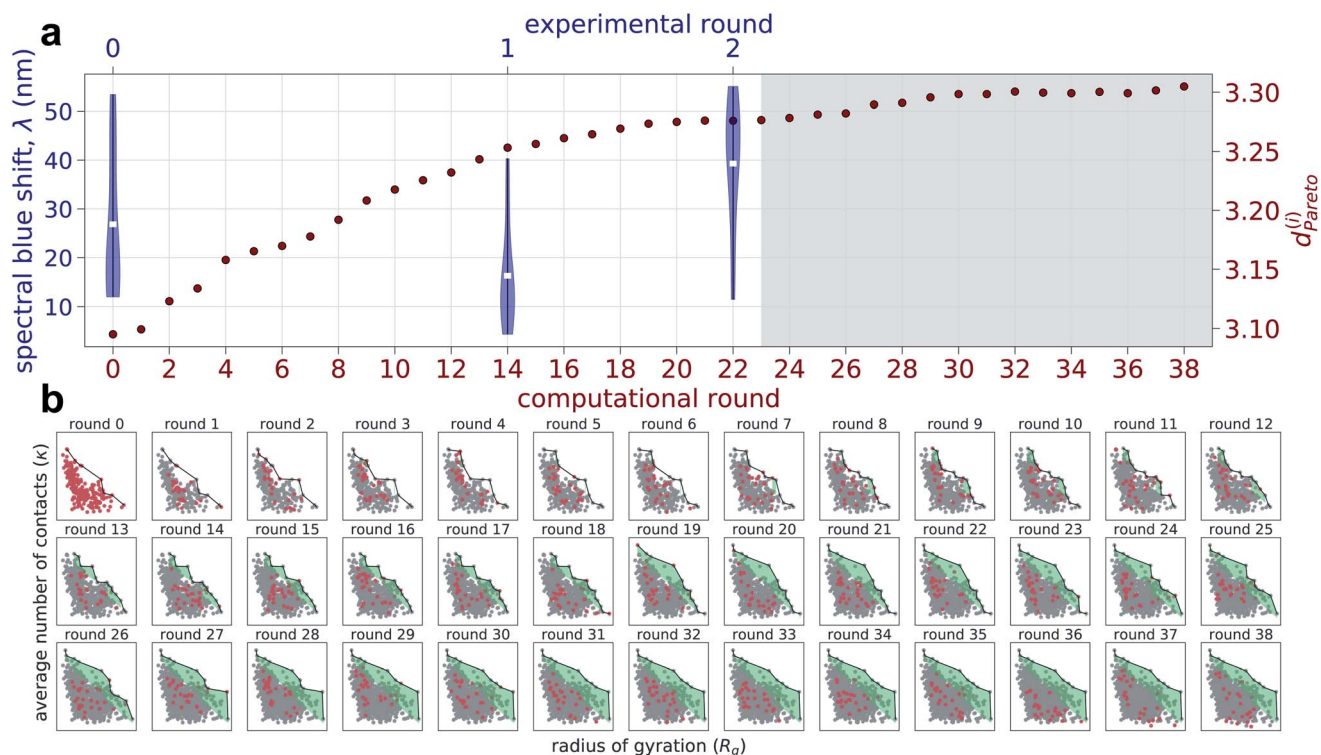 a
experimental round
0 1 2
spectral blue shift, λ (nm)
50
40
30
20
10
3.30
3.25
3.20
3.15
3.10
d_{Pareto}^{(i)}
0 2 4 6 8 10 12 14 16 18 20 22 24 26 28 30 32 34 36 38
computational round
b
average number of contacts (κ)
round 0 round 1 round 2 round 3 round 4 round 5 round 6 round 7 round 8 round 9 round 10 round 11 round 12
round 13 round 14 round 15 round 16 round 17 round 18 round 19 round 20 round 21 round 22 round 23 round 24 round 25
round 26 round 27 round 28 round 29 round 30 round 31 round 32 round 33 round 34 round 35 round 36 round 37 round 38
radius of gyration (R_g)